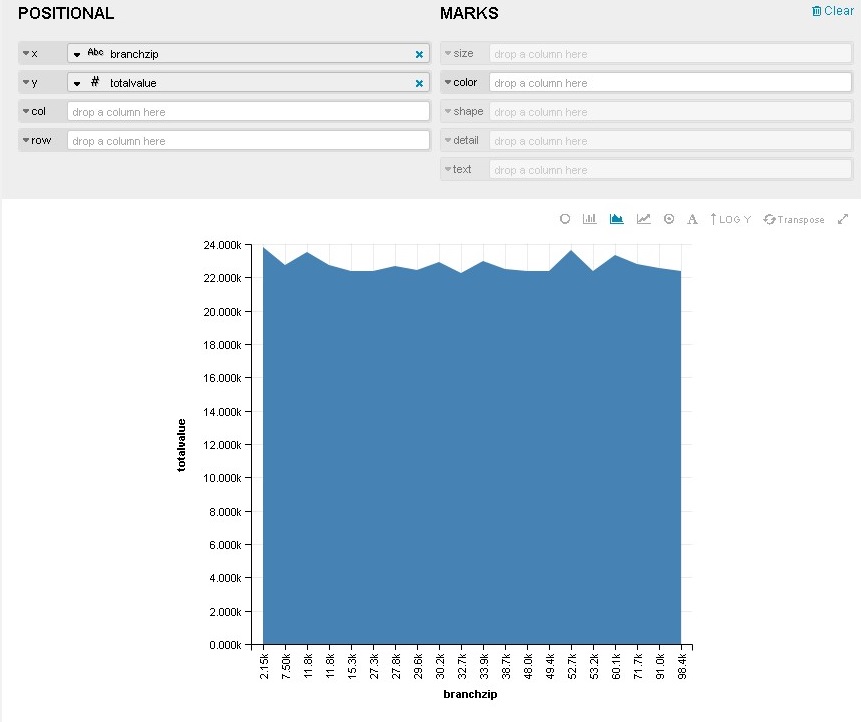 POSITIONAL
x Abc branchzip
y # totalvalue
col drop a column here
row drop a column here
MARKS
Clear
size drop a column here
color drop a column here
shape drop a column here
detail drop a column here
text drop a column here
A LOG Y Transpose
24.000k
22.000k
20.000k
18.000k
16.000k
14.000k
12.000k
10.000k
8.000k
6.000k
4.000k
2.000k
0.000k
totalvalue
2.15k
7.50k
11.8k
11.8k
15.3k
27.3k
27.8k
29.6k
30.2k
32.7k
33.9k
38.7k
48.0k
49.4k
52.7k
53.2k
60.1k
71.7k
91.0k
98.4k
branchzip